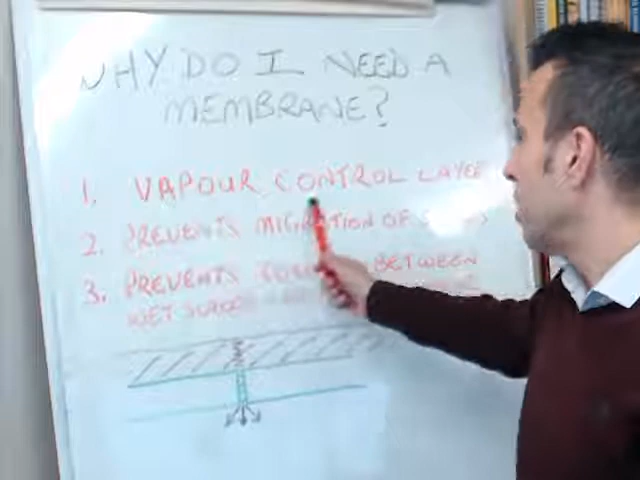 WHY DO I NEED A
MEMBRANE?
1. VAPOUR CONTROL LAYER
2. PREVENTS MIGRATION OF
3. PREVENTS BETWEEN
WET